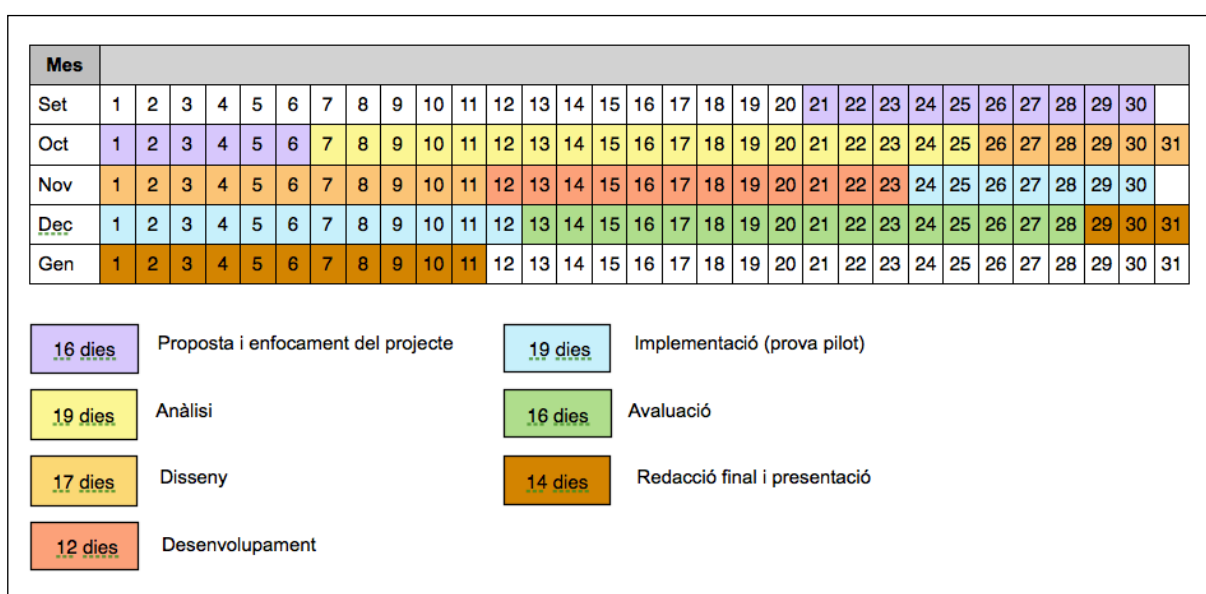 Mes
Set 1 2 3 4 5 6 7 8 9 10 11 12 13 14 15 16 17 18 19 20 21 22 23 24 25 26 27 28 29 30
Oct 1 2 3 4 5 6 7 8 9 10 11 12 13 14 15 16 17 18 19 20 21 22 23 24 25 26 27 28 29 30 31
Nov 1 2 3 4 5 6 7 8 9 10 11 12 13 14 15 16 17 18 19 20 21 22 23 24 25 26 27 28 29 30
Dec 1 2 3 4 5 6 7 8 9 10 11 12 13 14 15 16 17 18 19 20 21 22 23 24 25 26 27 28 29 30 31
Gen 1 2 3 4 5 6 7 8 9 10 11 12 13 14 15 16 17 18 19 20 21 22 23 24 25 26 27 28 29 30 31
16 dies Proposta i enfocament del projecte
19 dies Implementació (prova pilot)
19 dies Anàlisi
16 dies Avaluació
17 dies Disseny
14 dies Redacció final i presentació
12 dies Desenvolupament